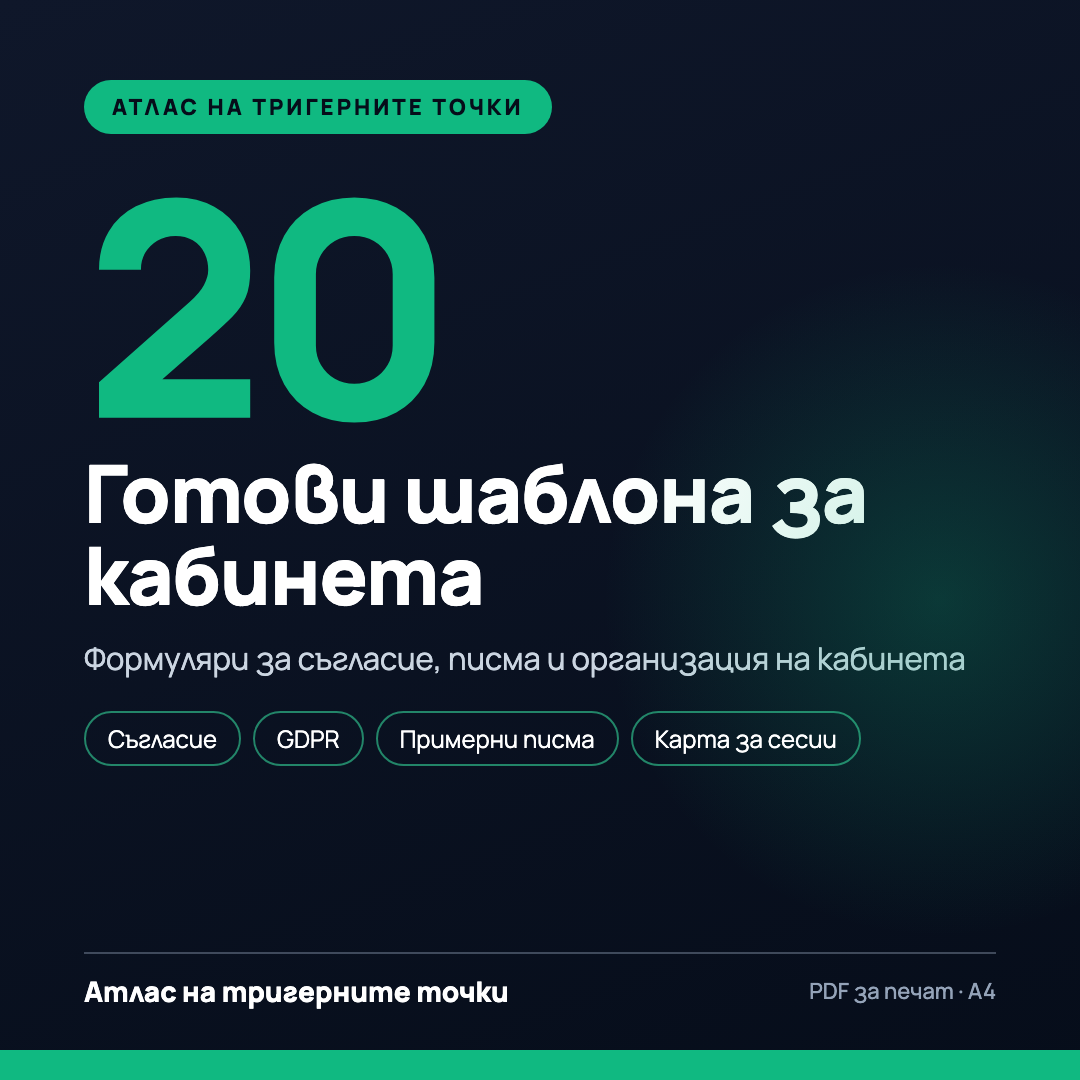 АТЛАС НА ТРИГЕРНИТЕ ТОЧКИ
20
Готови шаблона за
кабинета
Формуляри за съгласие, писма и организация на кабинета
Съгласие
GDPR
Примерни писма
Карта за сесии
Атлас на тригерните точки
PDF за печат · A4